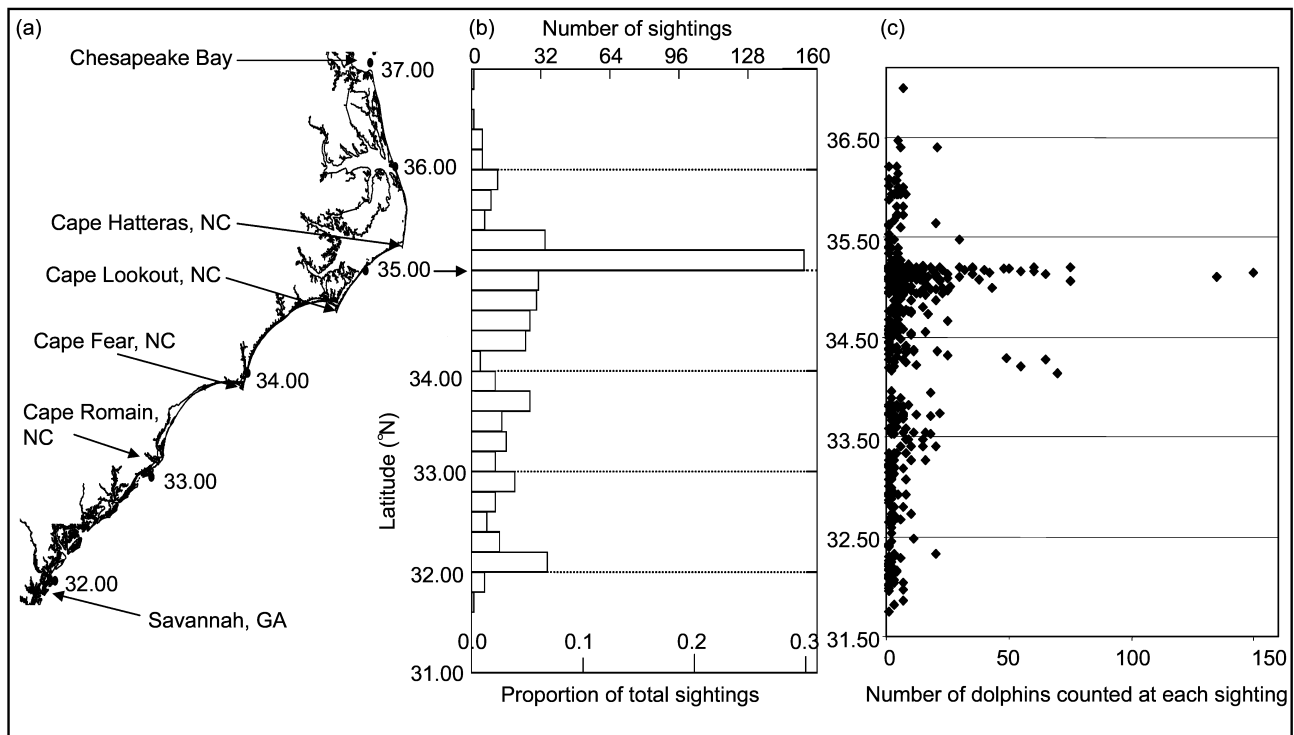 (a)
Chesapeake Bay
37.00
36.00
Cape Hatteras, NC
35.00
Cape Lookout, NC
Cape Fear, NC
34.00
Cape Romain,
NC
33.00
32.00
Savannah, GA
(b)
Number of sightings
0 32 64 96 128 160
36.00
34.00
33.00
32.00
31.00
Latitude (°N)
0.0 0.1 0.2 0.3
Proportion of total sightings
(c)
36.50
35.50
34.50
33.50
32.50
31.50
0 50 100 150
Number of dolphins counted at each sighting